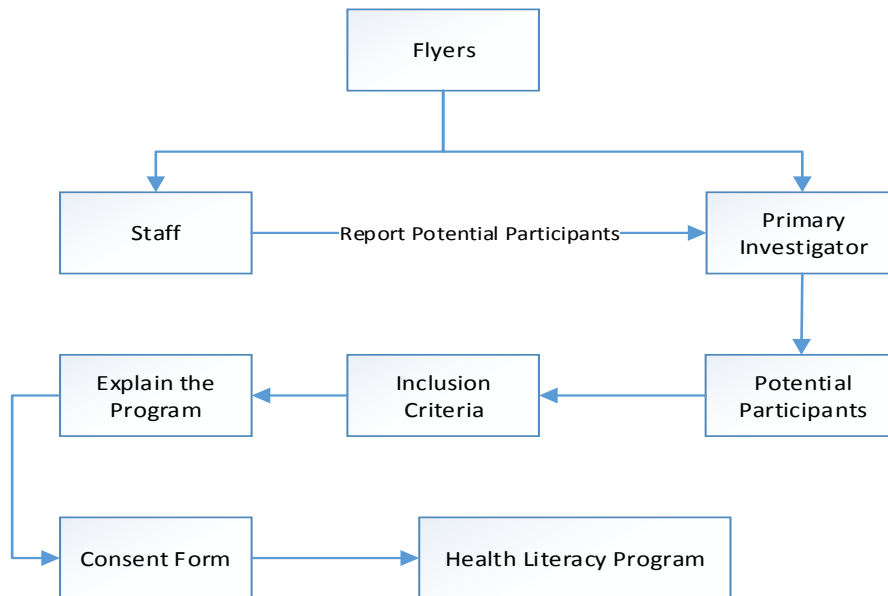 Flyers
Staff
Report Potential Participants
Primary
Investigator
Explain the
Program
Inclusion
Criteria
Potential
Participants
Consent Form
Health Literacy Program